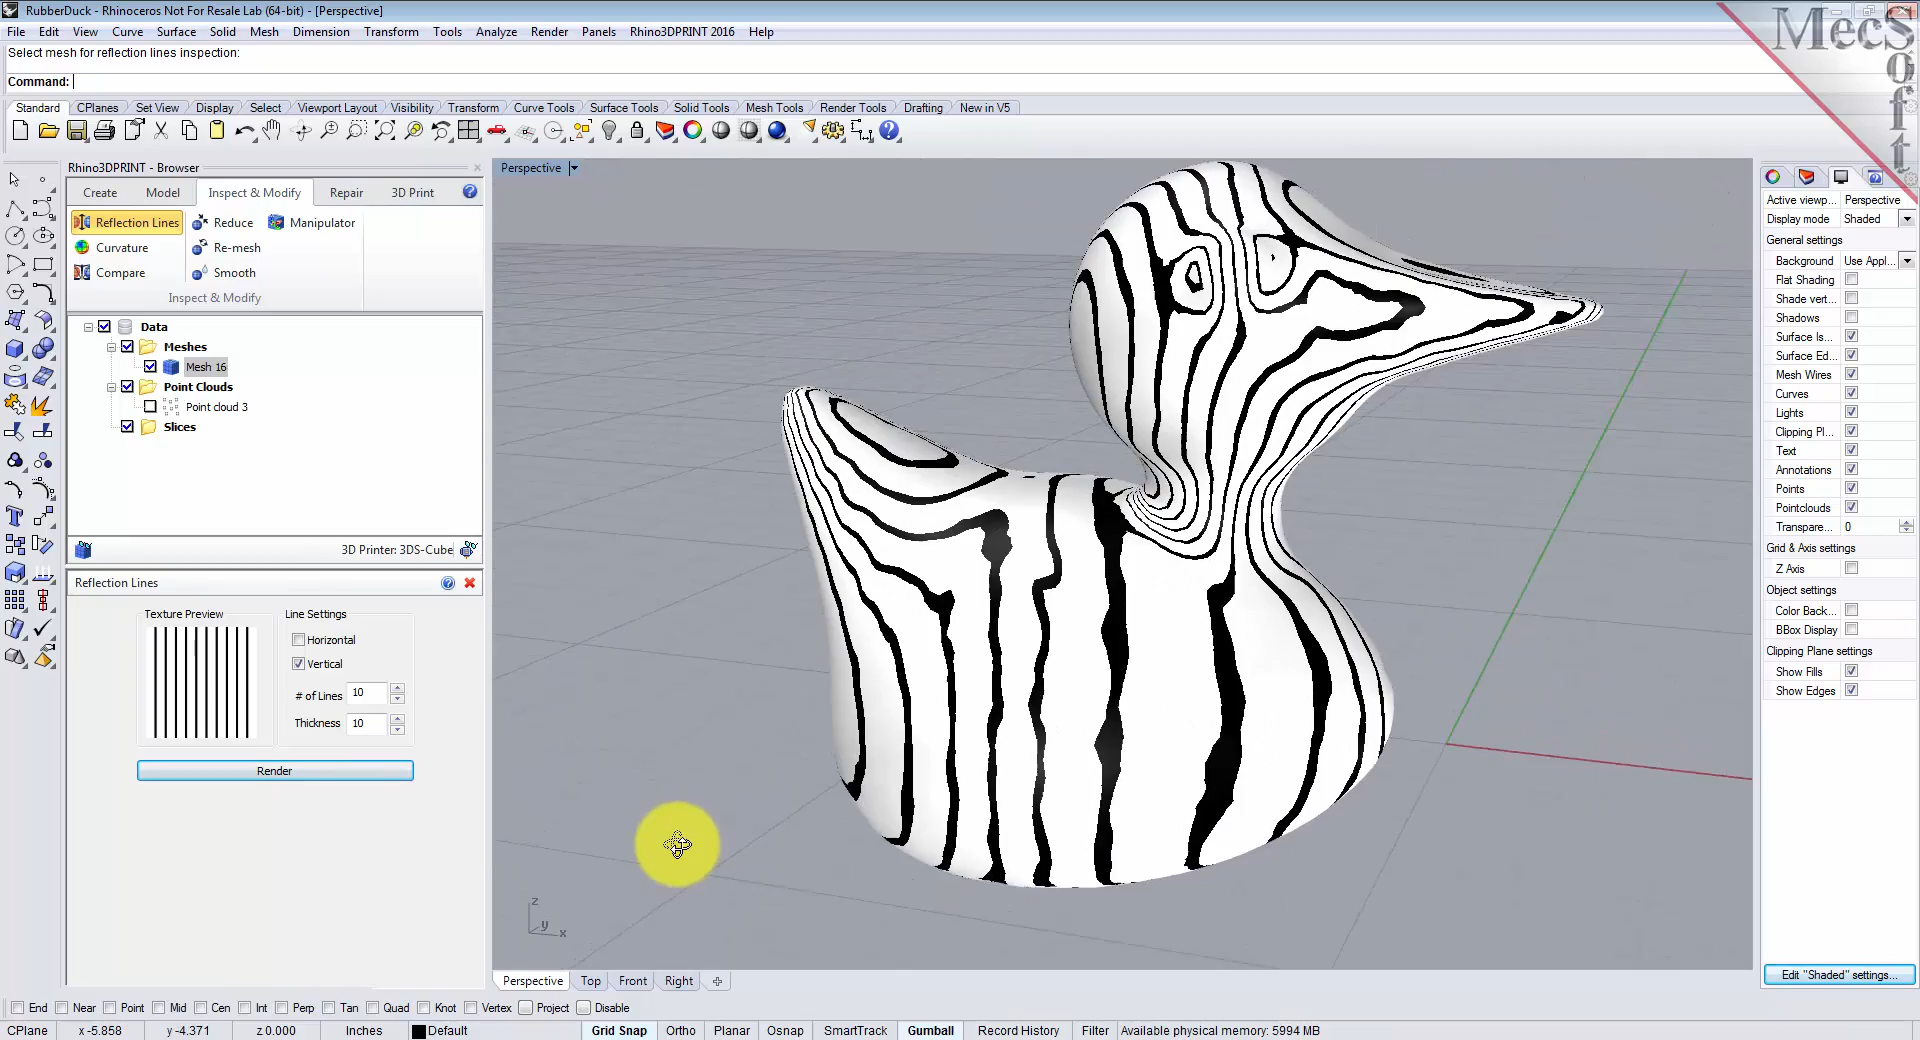 RubberDuck - Rhinoceros Not For Resale Lab (64-bit) - [Perspective]
File Edit View Curve Surface Solid Mesh Dimension Transform Tools Analyze Render Panels Rhino3DPRINT 2016 Help
Select mesh for reflection lines inspection:
Command:
Standard CPlanes Set View Display Select Viewport Layout Visibility Transform Curve Tools Surface Tools Solid Tools Mesh Tools Render Tools Drafting New in V5
MecSoft
Rhino3DPRINT - Browser
Create Model Inspect & Modify Repair 3D Print
Reflection Lines Reduce Manipulator
Curvature Re-mesh
Compare Smooth
Inspect & Modify
Data
Meshes
Mesh 16
Point Clouds
Point cloud 3
Slices
3D Printer: 3DS-Cube
Reflection Lines
Texture Preview Line Settings
Horizontal
Vertical
# of Lines 10
Thickness 10
Render
Perspective
z
y x
Perspective Top Front Right
Active viewp... Perspective
Display mode Shaded
General settings
Background Use Appl...
Flat Shading
Shade vert...
Shadows
Surface Is...
Surface Ed...
Mesh Wires
Curves
Lights
Clipping Pl...
Text
Annotations
Points
Pointclouds
Transpare... 0
Grid & Axis settings
Z Axis
Object settings
Color Back...
BBox Display
Clipping Plane settings
Show Fills
Show Edges
Edit "Shaded" settings...
End Near Point Mid Cen Int Perp Tan Quad Knot Vertex Project Disable
CPlane x -5.858 y -4.371 z 0.000 Inches Default Grid Snap Ortho Planar Osnap SmartTrack Gumball Record History Filter Available physical memory: 5994 MB